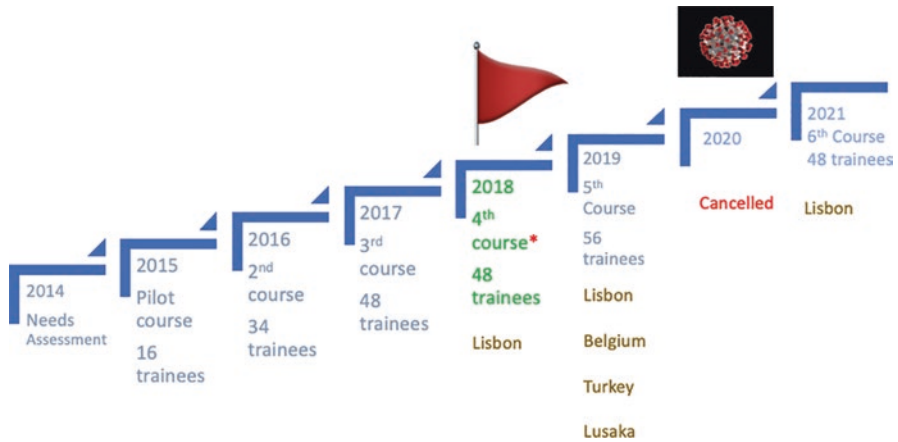 2014
Needs
Assessment
2015
Pilot
course
16
trainees
2016
2nd
course
34
trainees
2017
3rd
course
48
trainees
2018
4th
course*
48
trainees
Lisbon
2019
5th
Course
56
trainees
Lisbon
Belgium
Turkey
Lusaka
2020
Cancelled
2021
6th Course
48 trainees
Lisbon